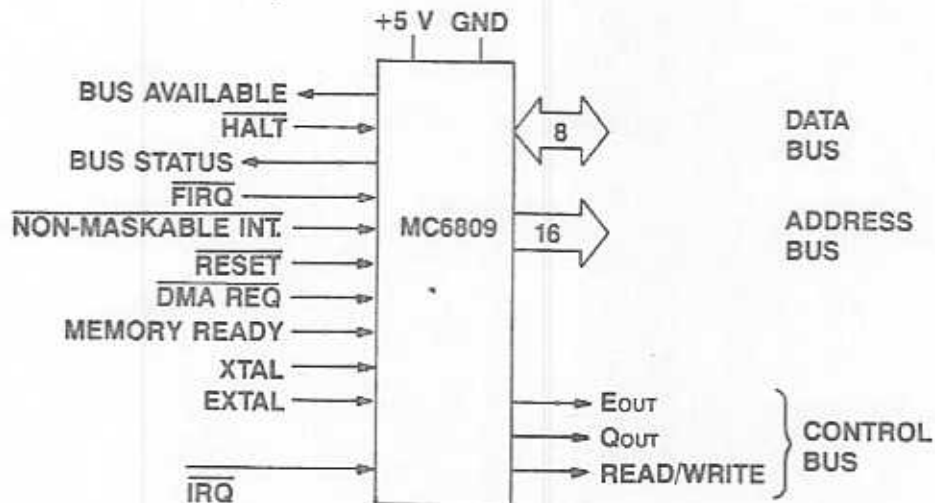 +5 V GND
BUS AVAILABLE
HALT
BUS STATUS
FIRQ
NON-MASKABLE INT.
RESET
DMA REQ
MEMORY READY
XTAL
EXTAL
IRQ
MC6809
8
16
DATA
BUS
ADDRESS
BUS
EOUT
QOUT
READ/WRITE
CONTROL
BUS